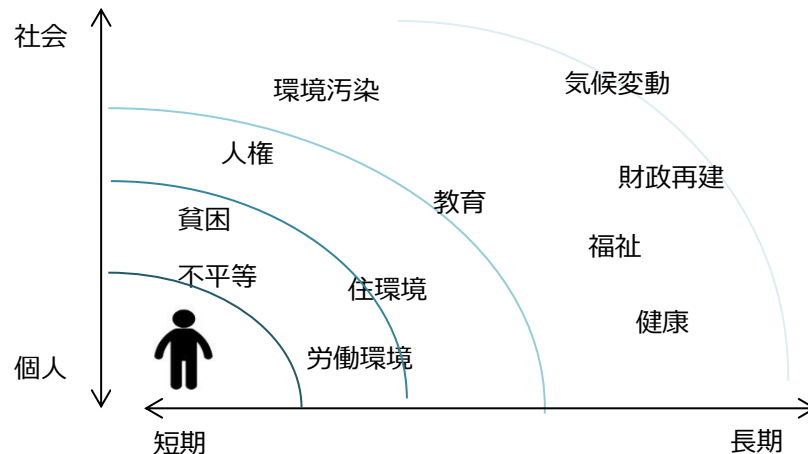 社会
気候変動
環境汚染
人権
財政再建
教育
貧困
福祉
不平等
住環境
健康
労働環境
個人
短期
長期